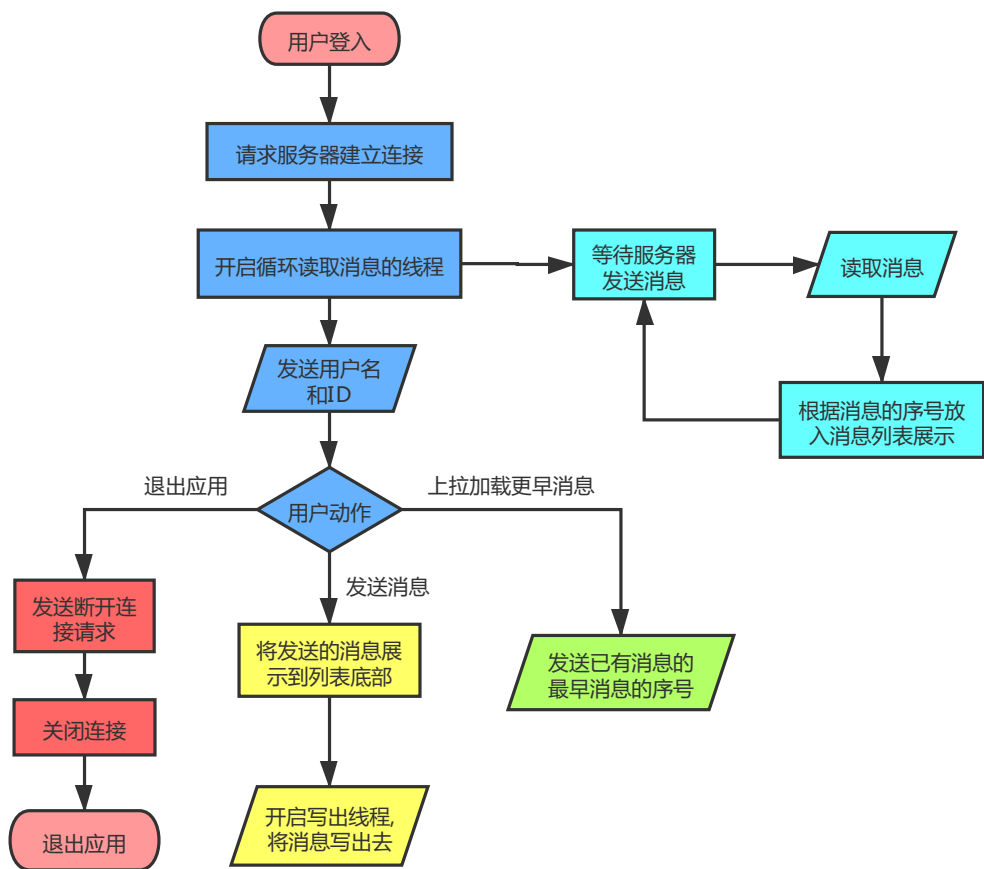 用户登入
请求服务器建立连接
开启循环读取消息的线程
等待服务器
发送消息
读取消息
发送用户名
和ID
根据消息的序号放
入消息列表展示
退出应用
用户动作
上拉加载更早消息
发送消息
发送断开连
接请求
将发送的消息展
示到列表底部
发送已有消息的
最早消息的序号
关闭连接
开启写出线程,
将消息写出去
退出应用